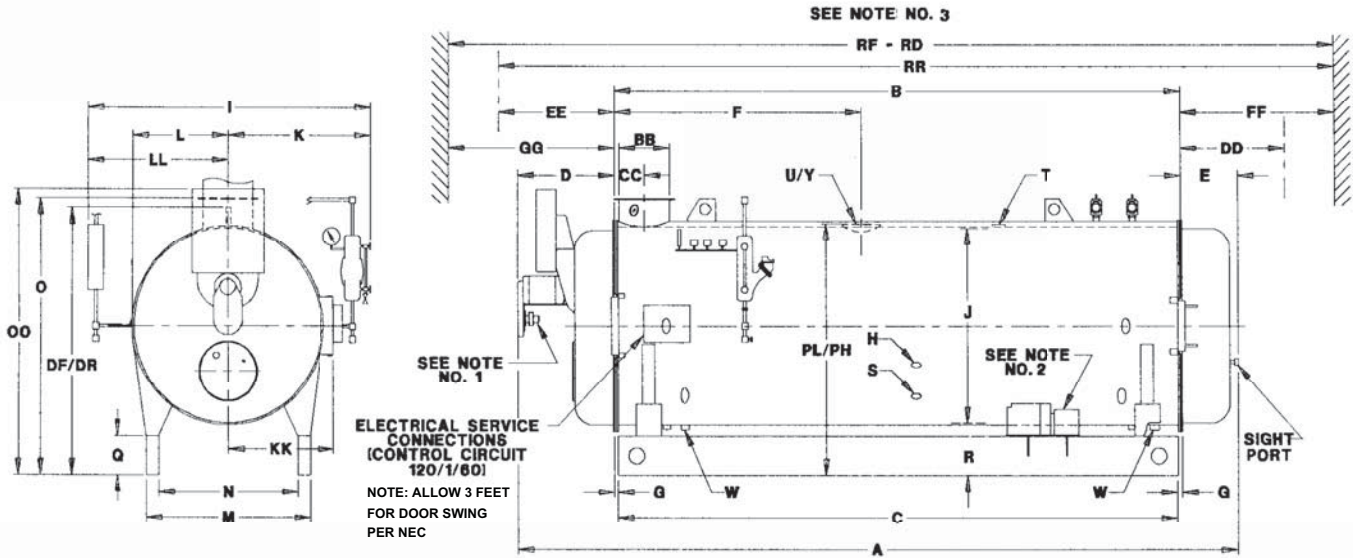 SEE NOTE NO. 3
RF - RD
RR
B
I
EE
F
FF
L
K
BB
LL
GG
DD
D
CC
U/Y
T
E
OO
O
DF/DR
J
PL/PH
H
S
SEE NOTE
NO. 1
SEE NOTE
NO. 2
ELECTRICAL SERVICE
CONNECTIONS
(CONTROL CIRCUIT
120/1/60)
SIGHT
PORT
Q
KK
R
N
M
NOTE: ALLOW 3 FEET
FOR DOOR SWING
PER NEC
G
W
W
G
C
A